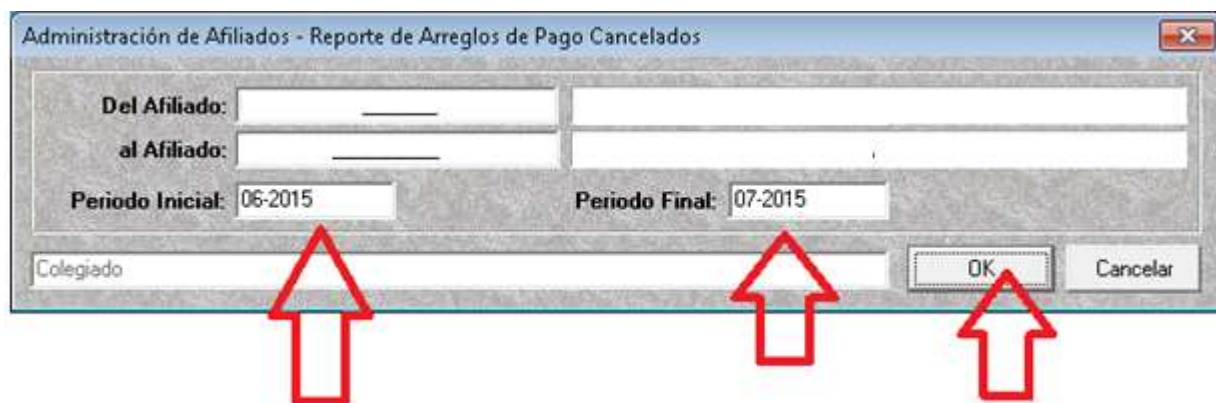 Administración de Afiliados - Reporte de Arreglos de Pago Cancelados
Del Afiliado:
al Afiliado:
Periodo Inicial: 06-2015 Periodo Final: 07-2015
Colegiado OK Cancelar